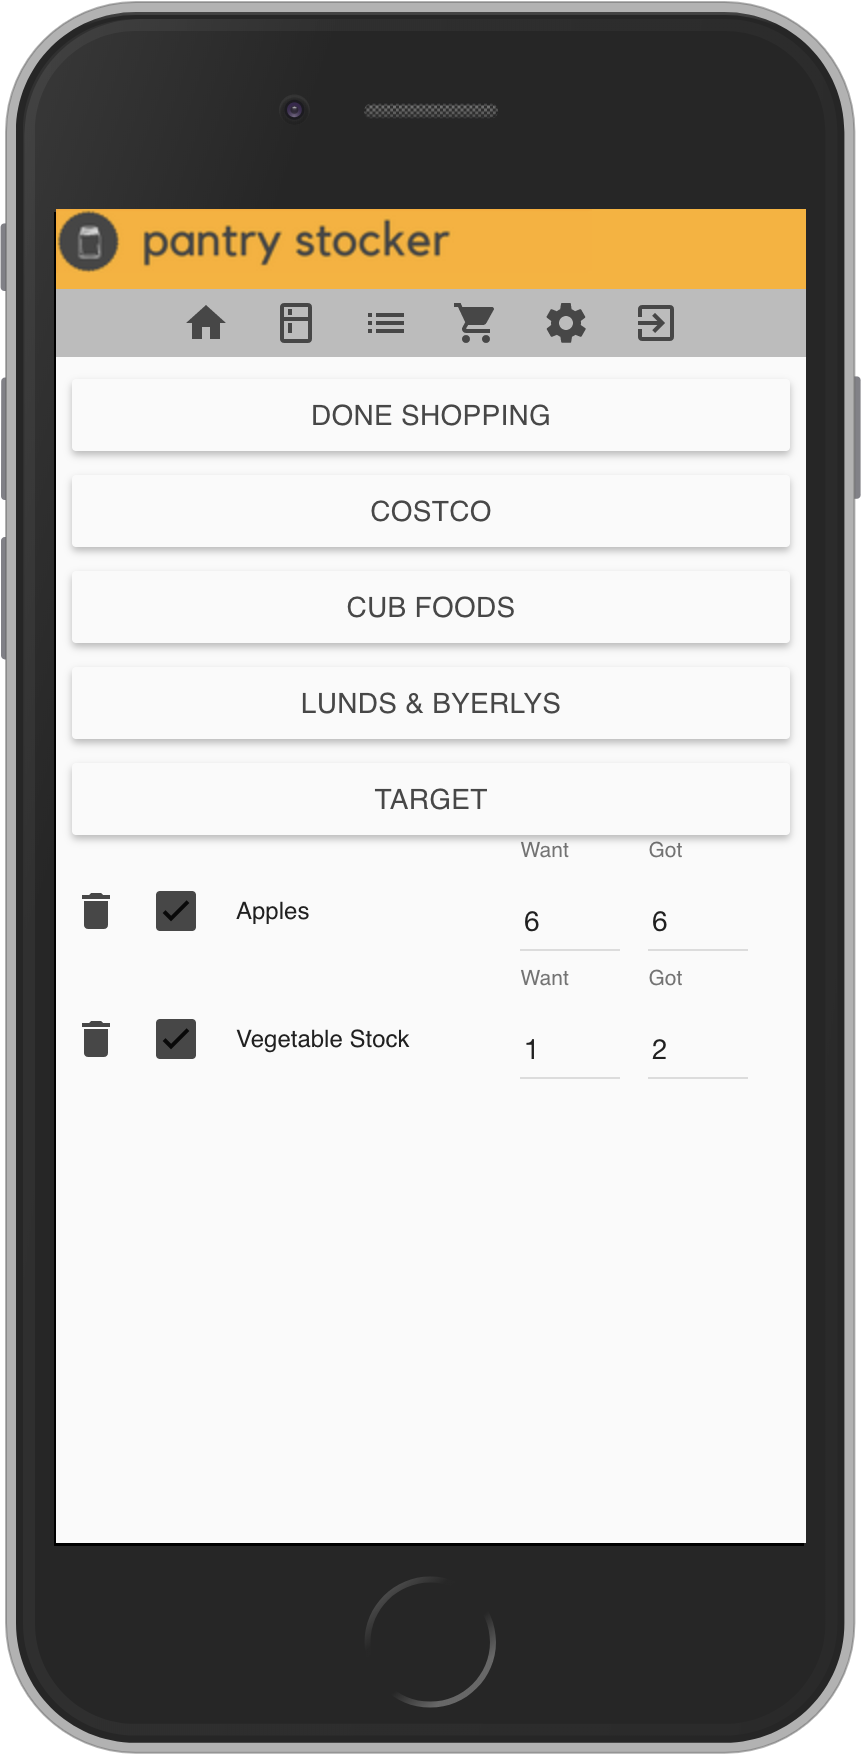 pantry stocker
DONE SHOPPING
COSTCO
CUB FOODS
LUNDS & BYERLYS
TARGET
Want Got
Apples 6 6
Want Got
Vegetable Stock 1 2